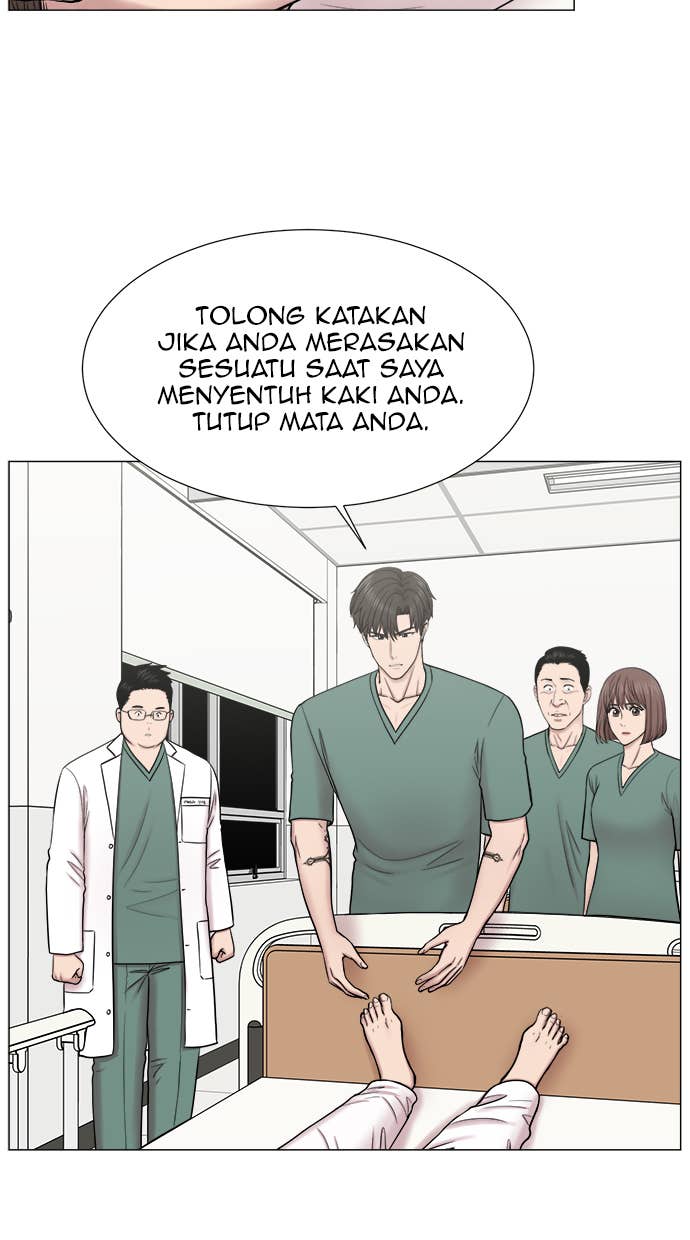 TOLONG KATAKAN
JIKA ANDA MERASAKAN
SESUATU SAAT SAYA
MENYENTUH KAKI ANDA.
TUTUP MATA ANDA.